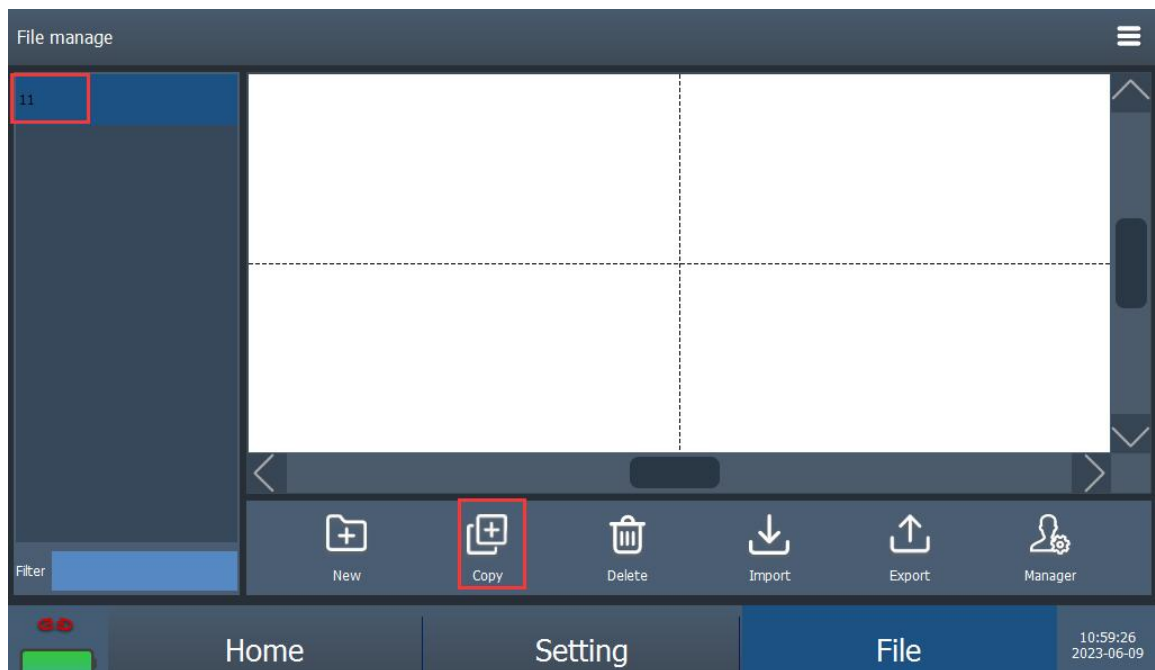 File manage
11
Filter
New
Copy
Delete
Import
Export
Manager
Home
Setting
File
10:59:26
2023-06-09